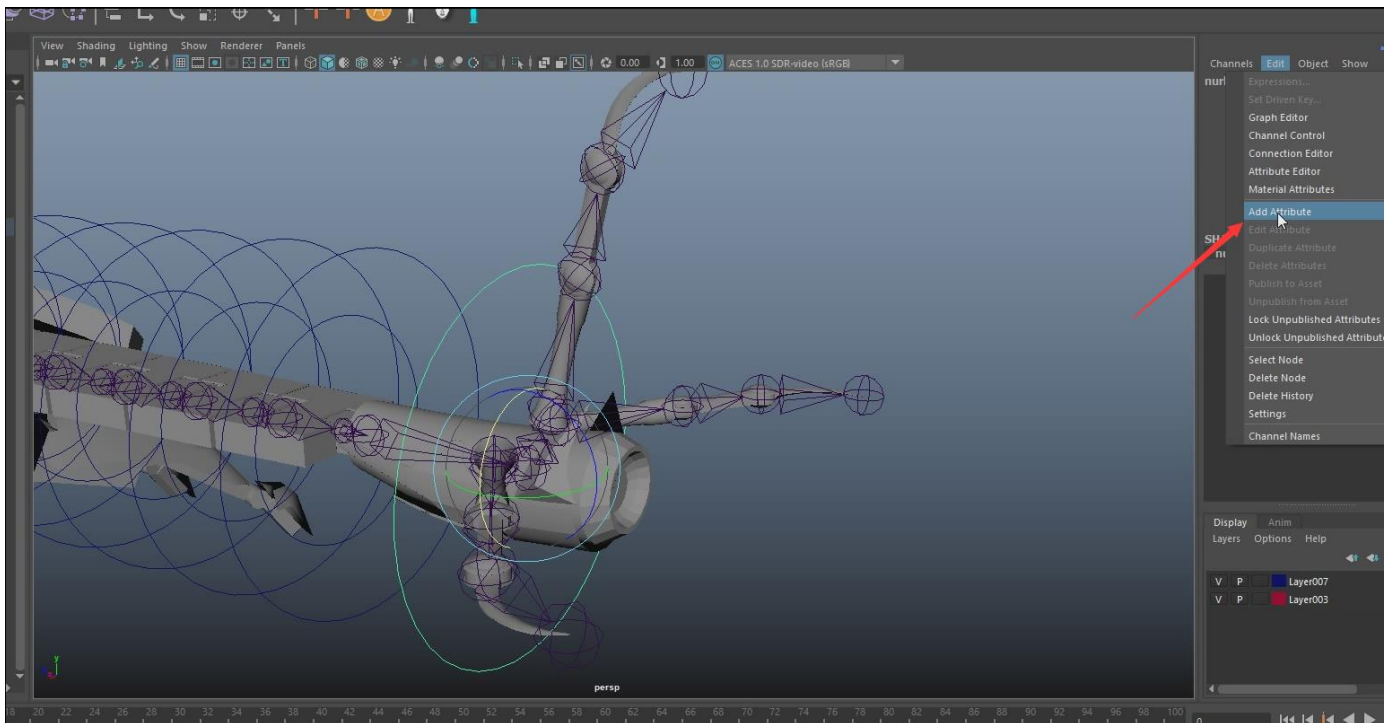 View Shading Lighting Show Renderer Panels
0.00 1.00 ACES 1.0 SDR-video (sRGB)
Channels Edit Object Show
Expressions...
Set Driven Key...
Graph Editor
Channel Control
Connection Editor
Attribute Editor
Material Attributes
Add Attribute
Edit Attribute
Duplicate Attribute
Delete Attributes
Publish to Asset
Unpublish from Asset
Lock Unpublished Attributes
Unlock Unpublished Attribute
Select Node
Delete Node
Delete History
Settings
Channel Names
Display Anim
Layers Options Help
V P Layer007
V P Layer003
y
persp
18 20 22 24 26 28 30 32 34 36 38 40 42 44 46 48 50 52 54 56 58 60 62 64 66 68 70 72 74 76 78 80 82 84 86 88 90 92 94 96 98 100 0